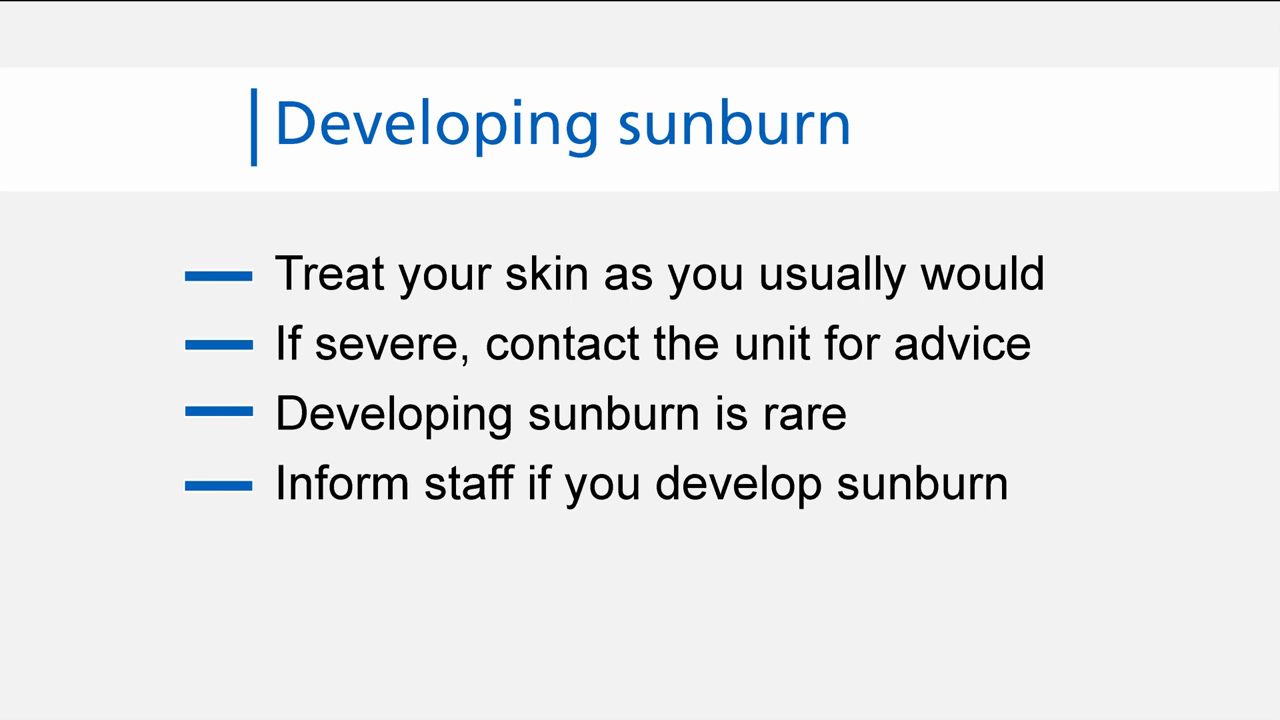 Developing sunburn
Treat your skin as you usually would
If severe, contact the unit for advice
Developing sunburn is rare
Inform staff if you develop sunburn